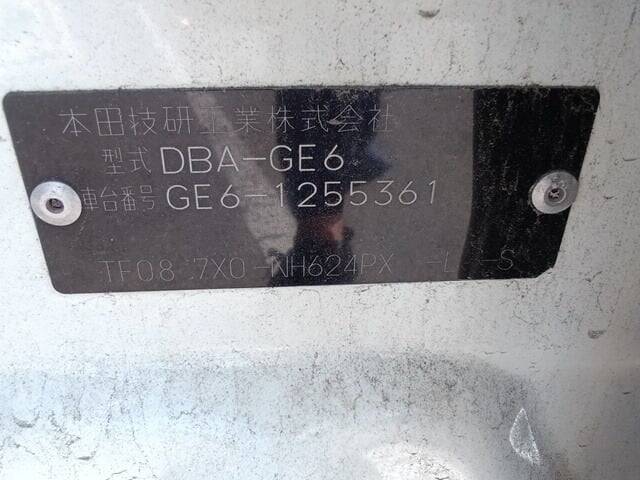 本田技研工業株式会社
型式 DBA-GE6
車台番号 GE6-1255361
TF08 7X0-NH624PX -L -S